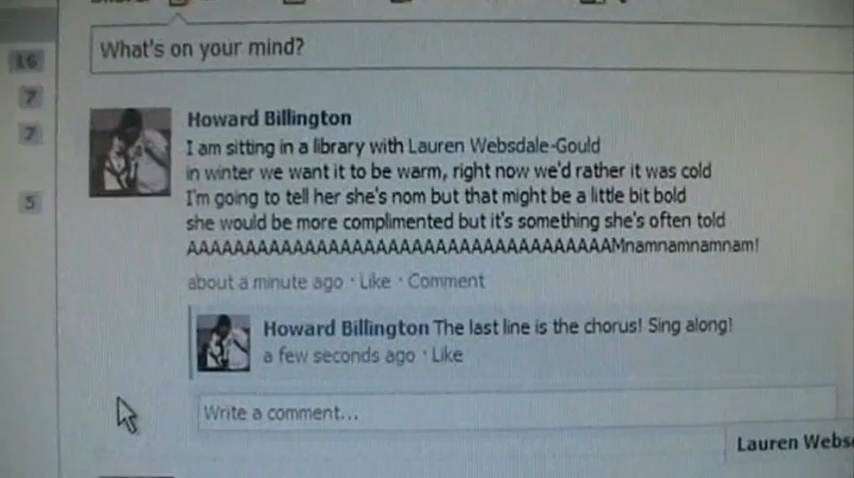 What's on your mind?
16
7
7
5
Howard Billington
I am sitting in a library with Lauren Websdale-Gould
in winter we want it to be warm, right now we'd rather it was cold
I'm going to tell her she's nom but that might be a little bit bold
she would be more complimented but it's something she's often told
AAAAAAAAAAAAAAAAAAAAAAAAAAAAAAAAAAAAMnamnamnamnam!
about a minute ago · Like · Comment
Howard Billington The last line is the chorus! Sing along!
a few seconds ago · Like
Write a comment...
Lauren Webs